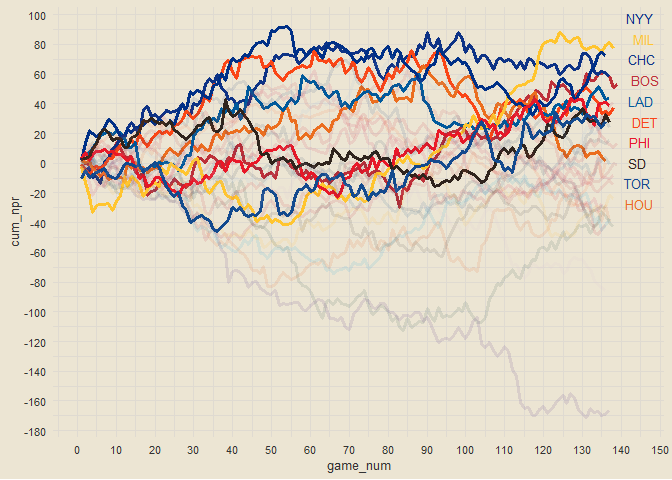 100
80
60
40
20
0
-20
-40
-60
-80
-100
-120
-140
-160
-180
cum_npr
0 10 20 30 40 50 60 70 80 90 100 110 120 130 140 150
game_num
NYY
MIL
CHC
BOS
LAD
DET
PHI
SD
TOR
HOU